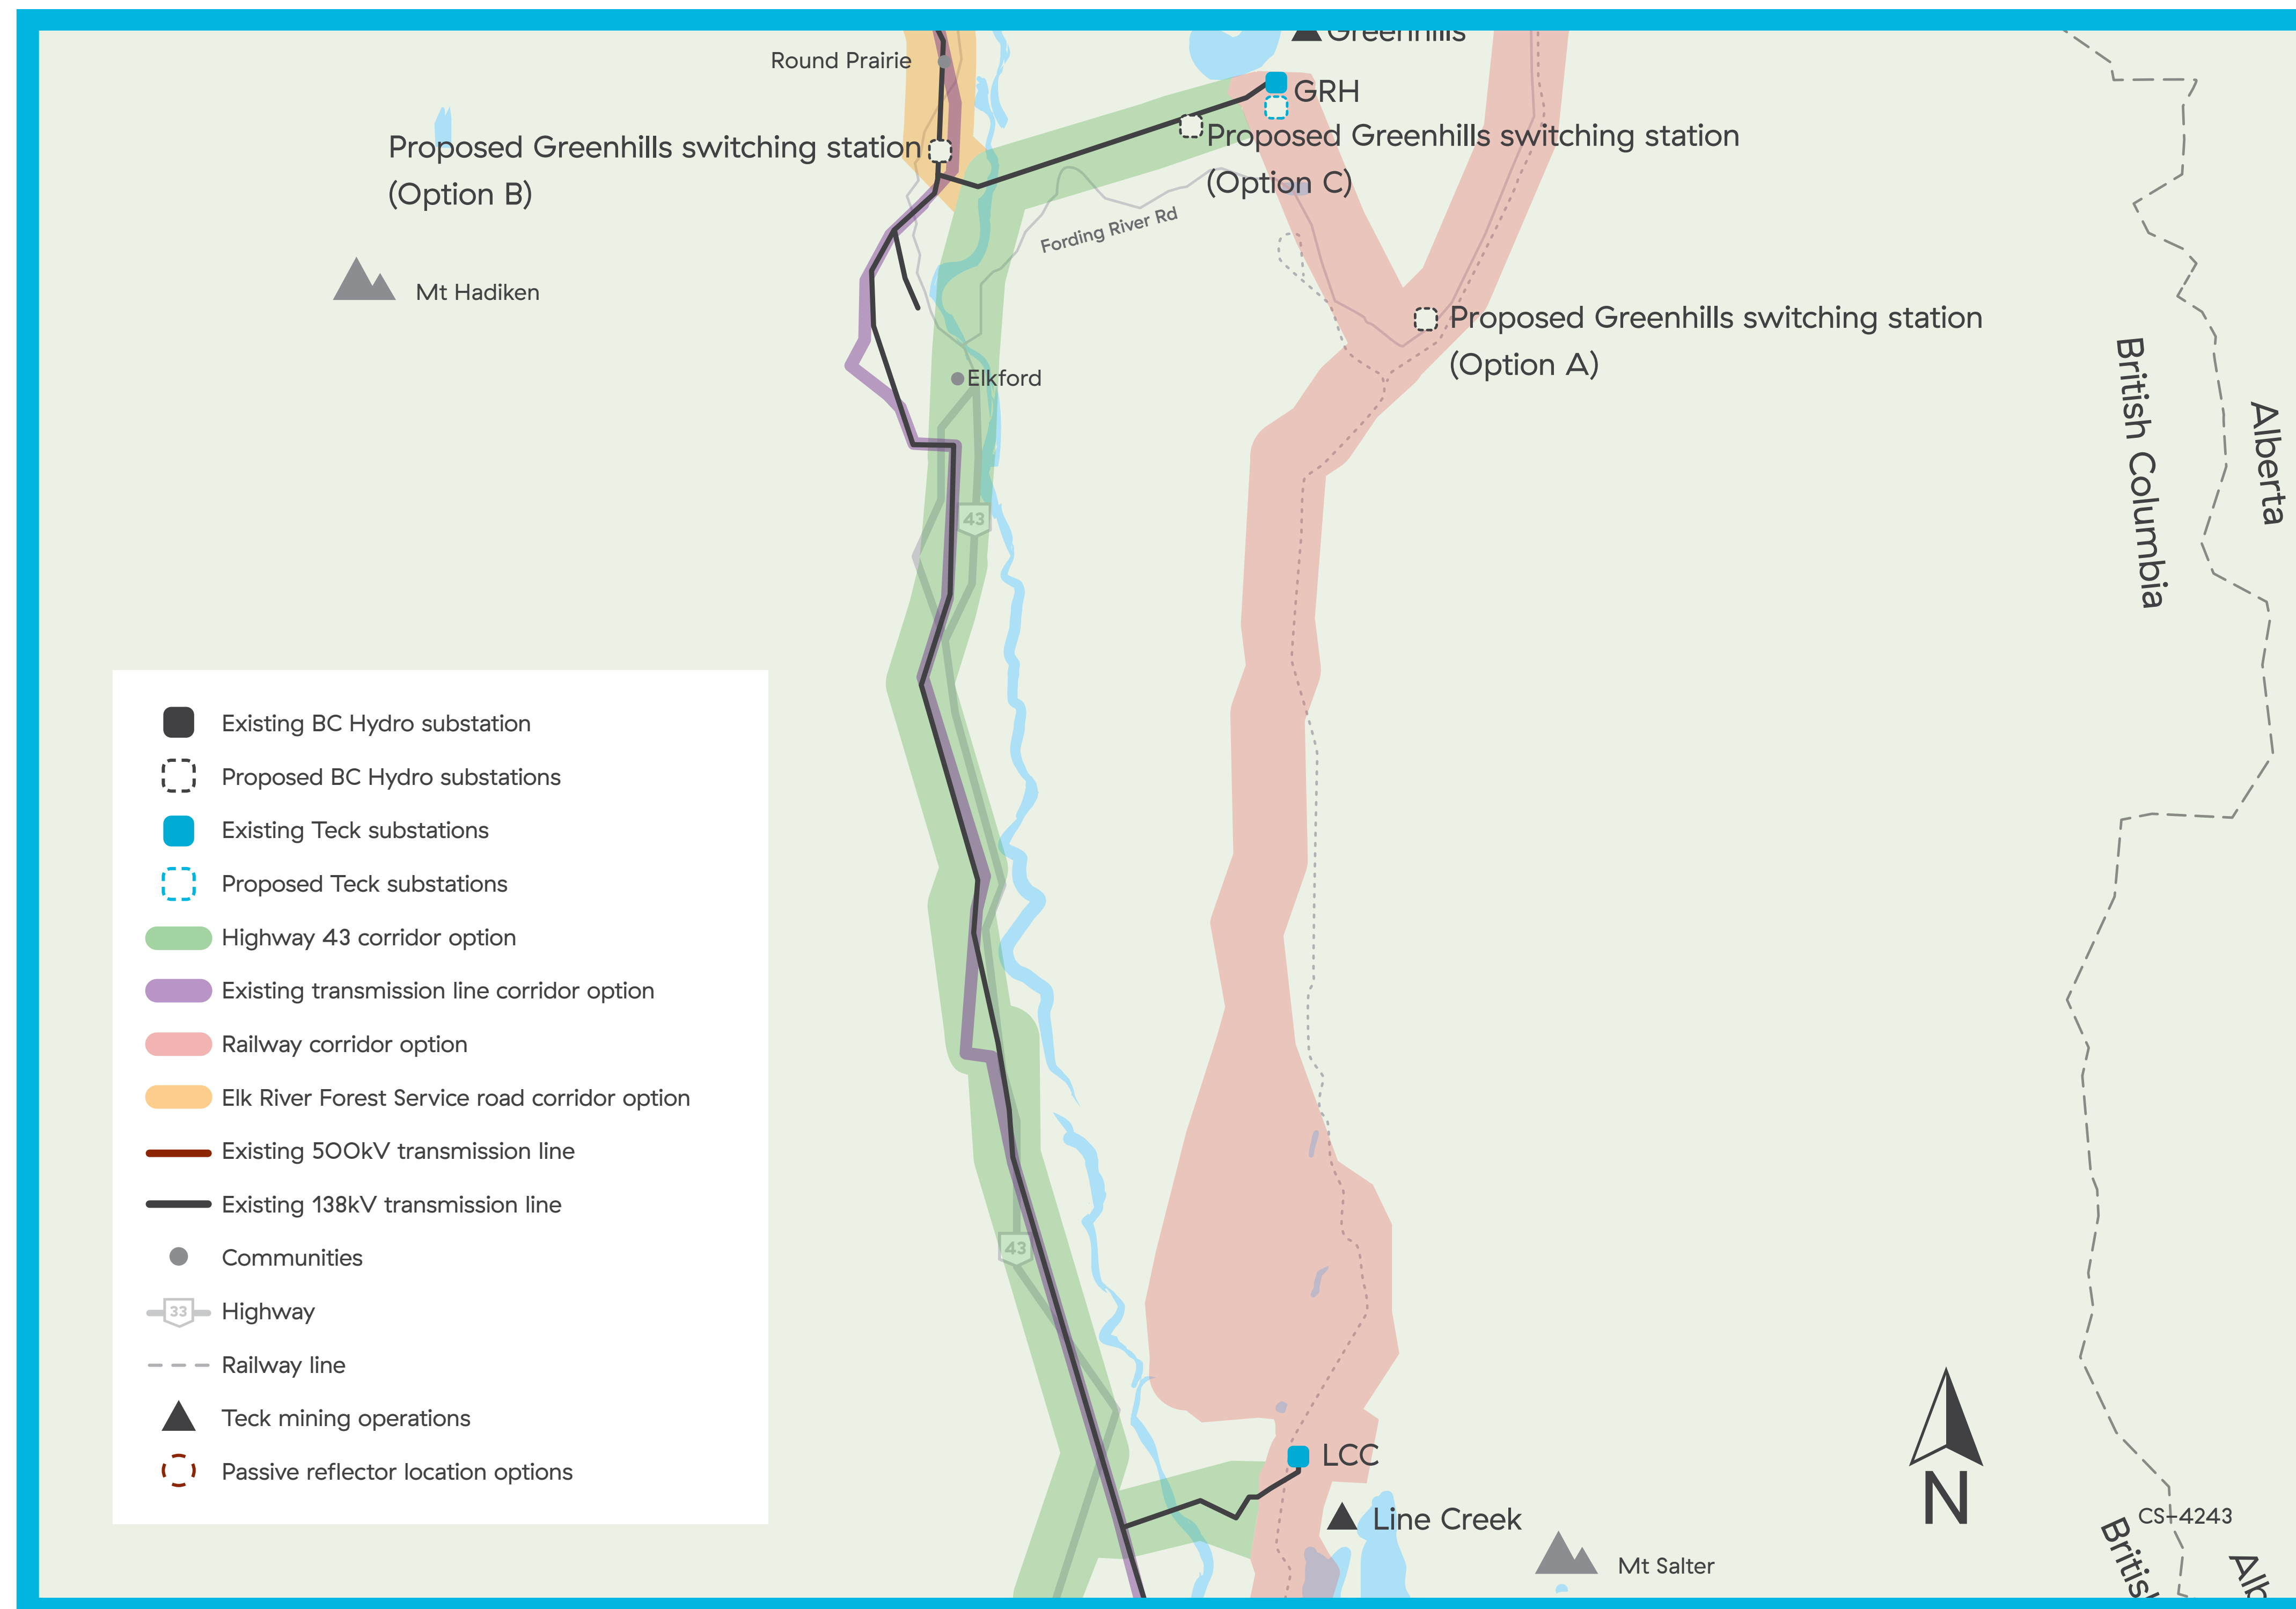 Greenhills
Round Prairie
GRH
Proposed Greenhills switching station
(Option B)
Proposed Greenhills switching station
(Option C)
Fording River Rd
Mt Hadiken
Proposed Greenhills switching station
(Option A)
British Columbia
Alberta
Elkford
43
Existing BC Hydro substation
Proposed BC Hydro substations
Existing Teck substations
Proposed Teck substations
Highway 43 corridor option
Existing transmission line corridor option
Railway corridor option
Elk River Forest Service road corridor option
Existing 500kV transmission line
Existing 138kV transmission line
Communities
33
Highway
Railway line
Teck mining operations
Passive reflector location options
43
LCC
Line Creek
Mt Salter
N
CS-4243
British
Alb